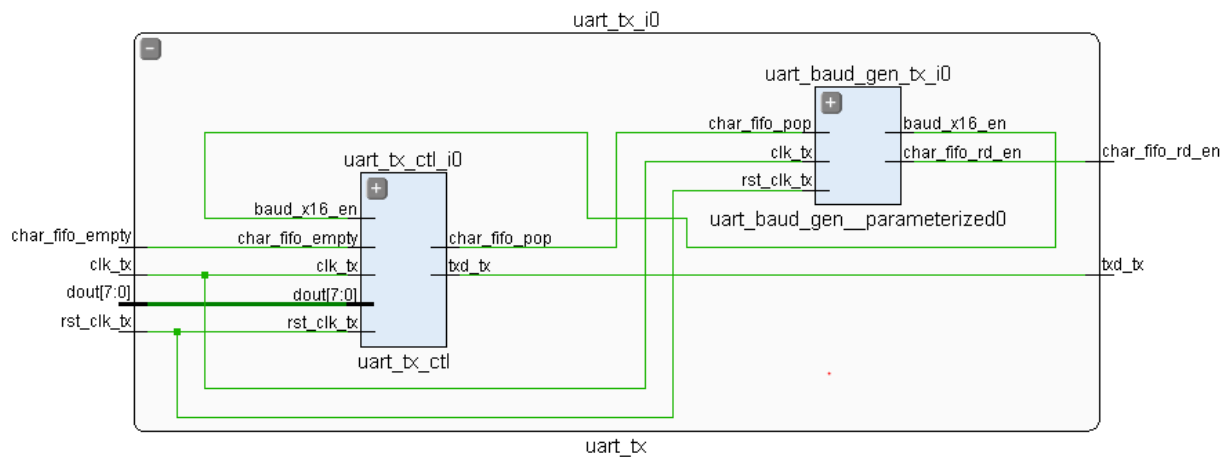 uart_tx_i0
uart_baud_gen_tx_i0
char_fifo_pop
baud_x16_en
clk_tx
char_fifo_rd_en
char_fifo_rd_en
rst_clk_tx
uart_baud_gen__parameterized0
uart_tx_ctl_i0
baud_x16_en
char_fifo_empty
char_fifo_empty
char_fifo_pop
clk_tx
clk_tx
txd_tx
txd_tx
dout[7:0]
dout[7:0]
rst_clk_tx
rst_clk_tx
uart_tx_ctl
uart_tx